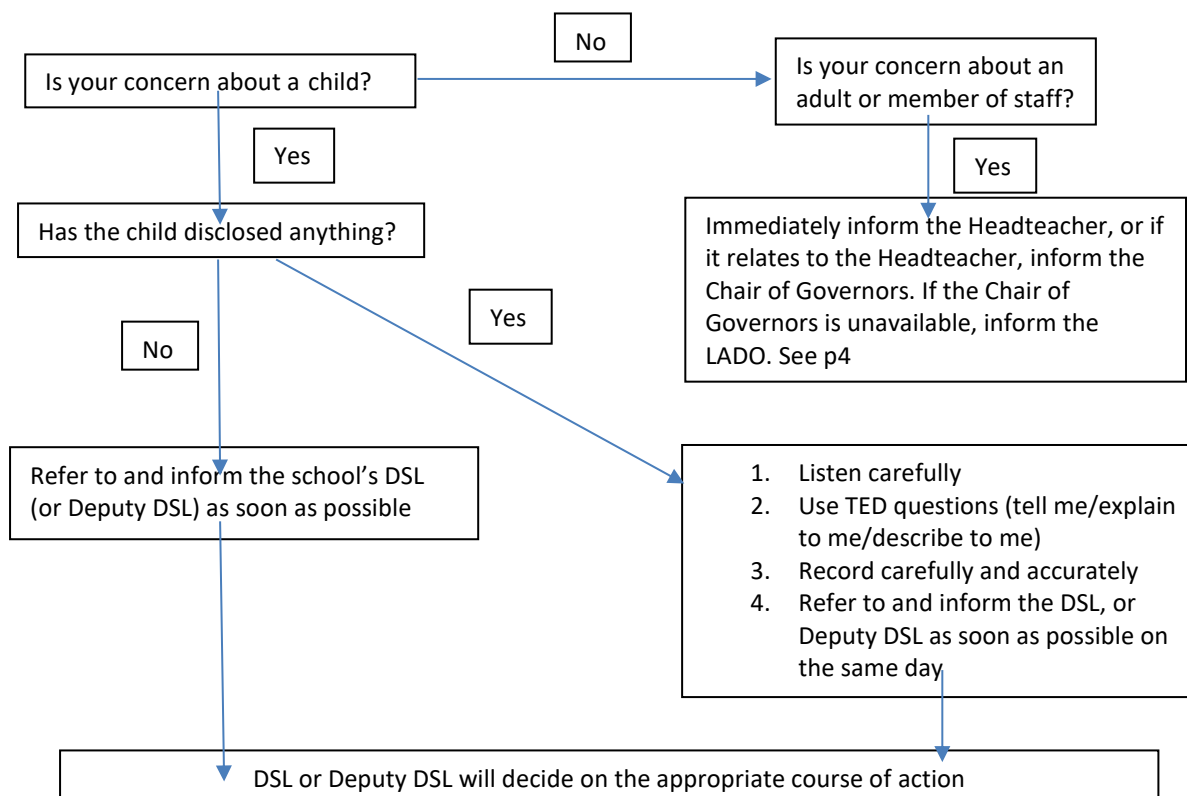 No
Is your concern about a child?
Is your concern about an
adult or member of staff?
Yes
Yes
Has the child disclosed anything?
Immediately inform the Headteacher, or if
it relates to the Headteacher, inform the
Chair of Governors. If the Chair of
Governors is unavailable, inform the
LADO. See p4
No
Yes
Refer to and inform the school’s DSL
(or Deputy DSL) as soon as possible
1. Listen carefully
2. Use TED questions (tell me/explain
to me/describe to me)
3. Record carefully and accurately
4. Refer to and inform the DSL, or
Deputy DSL as soon as possible on
the same day
DSL or Deputy DSL will decide on the appropriate course of action